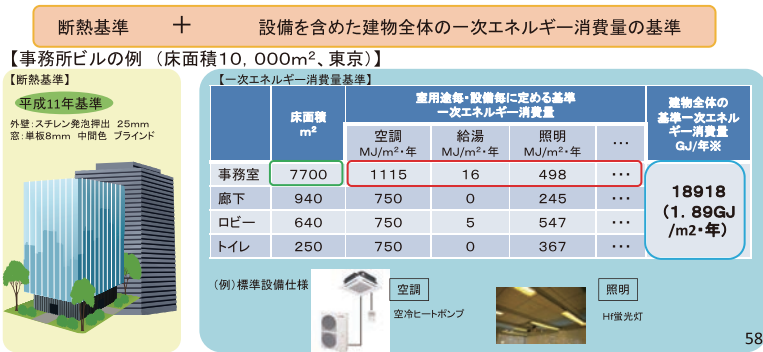 断熱基準 ＋ 設備を含めた建物全体の一次エネルギー消費量の基準
【事務所ビルの例 （床面積１０，０００ｍ²、東京）】
【断熱基準】
平成11年基準
外壁：スチレン発泡押出 25mm
窓：単板8mm 中間色 ブラインド
【一次エネルギー消費量基準】
床面積
m²
室用途毎・設備毎に定める基準
一次エネルギー消費量
建物全体の
基準一次エネル
ギー消費量
GJ/年※
空調
MJ/m²・年
給湯
MJ/m²・年
照明
MJ/m²・年
･･･
事務室 7700 1115 16 498 ･･･
廊下 940 750 0 245 ･･･
ロビー 640 750 5 547 ･･･
トイレ 250 750 0 367 ･･･
18918
（１．89GJ
/m2・年）
（例）標準設備仕様
空調
空冷ヒートポンプ
照明
Hf蛍光灯
58